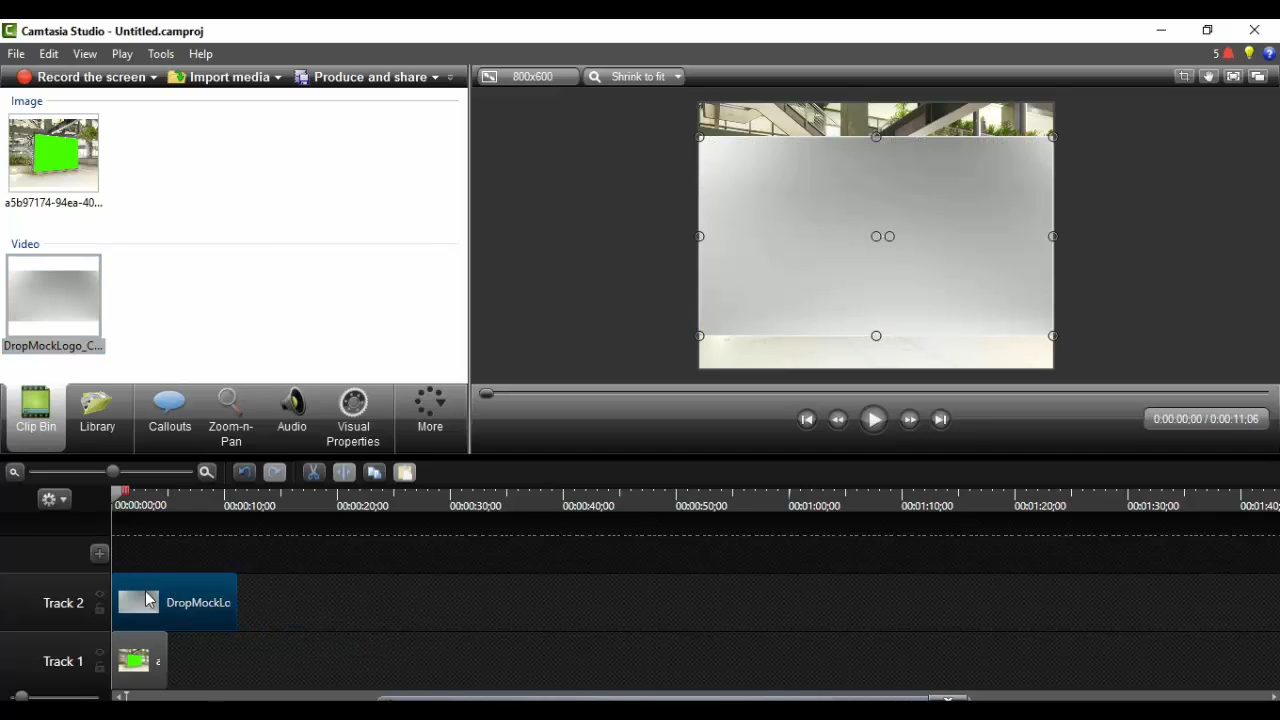 Camtasia Studio - Untitled.camproj
File Edit View Play Tools Help
5
Record the screen Import media Produce and share
800x600 Shrink to fit
Image
a5b97174-94ea-40...
Video
DropMockLogo_C...
Clip Bin Library Callouts Zoom-n-Pan Audio Visual Properties More
0:00:00;00 / 0:00:11;06
00:00:00;00 00:00:10;00 00:00:20;00 00:00:30;00 00:00:40;00 00:00:50;00 00:01:00;00 00:01:10;00 00:01:20;00 00:01:30;00 00:01:40;
Track 2 DropMockLo
Track 1 a